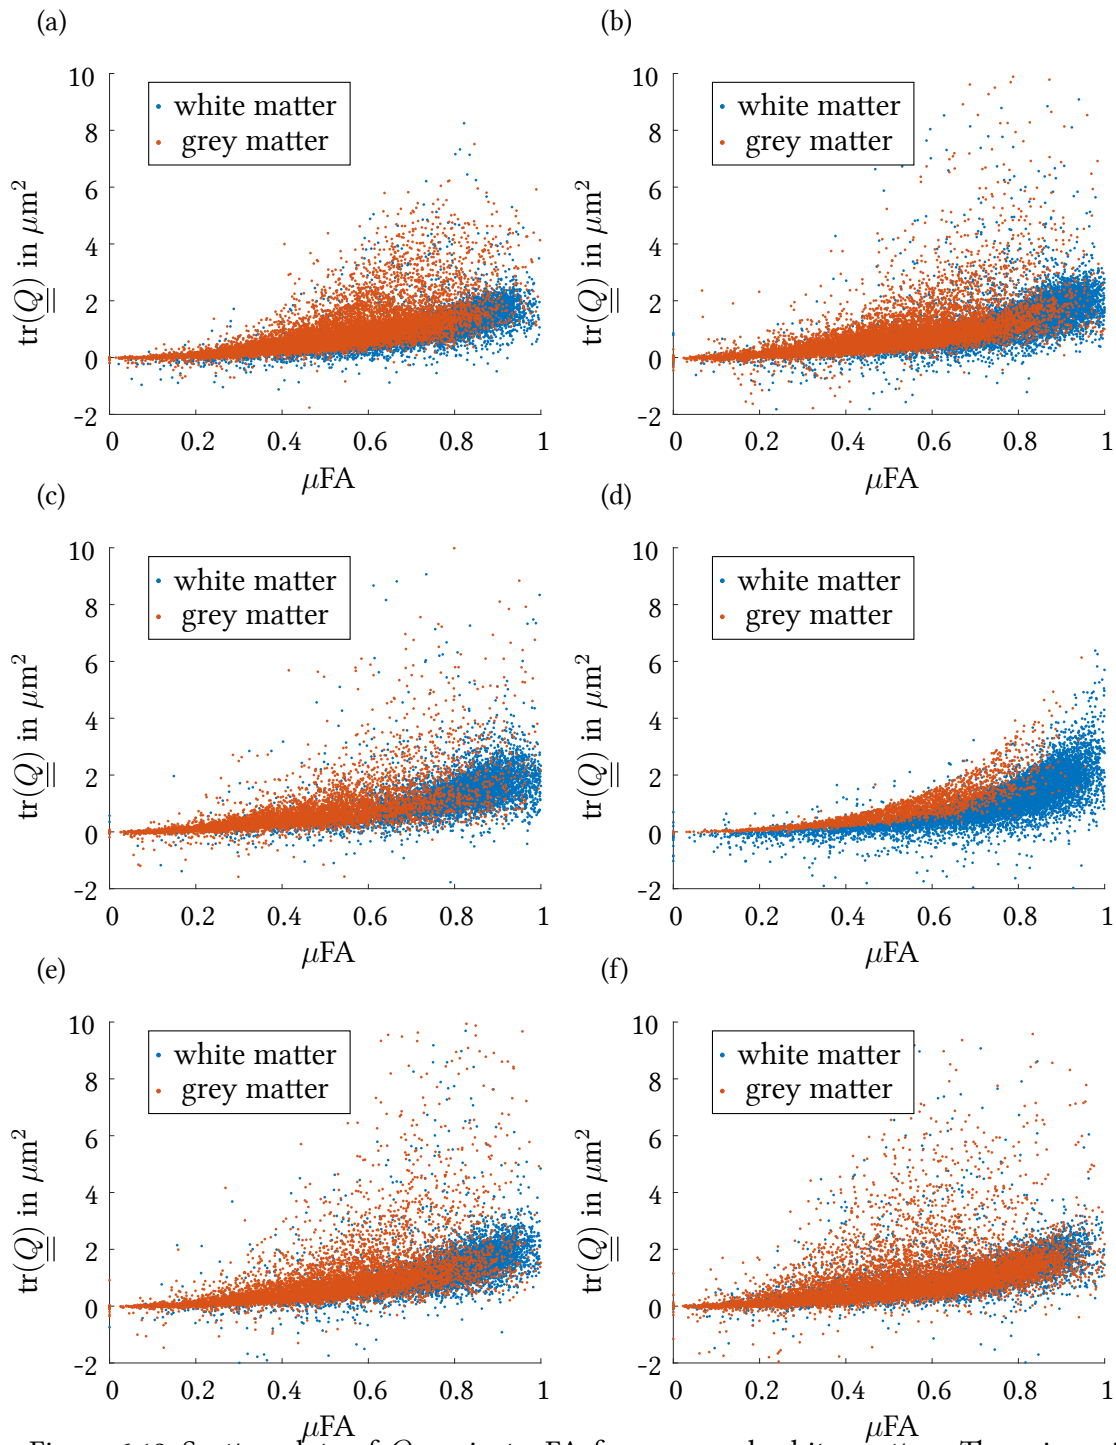 (a)
(b)
10
8
6
4
2
0
-2
tr(Q) in μm²
white matter
grey matter
0 0.2 0.4 0.6 0.8 1
μFA
10
8
6
4
2
0
-2
tr(Q) in μm²
white matter
grey matter
0 0.2 0.4 0.6 0.8 1
μFA
(c)
(d)
10
8
6
4
2
0
-2
tr(Q) in μm²
white matter
grey matter
0 0.2 0.4 0.6 0.8 1
μFA
10
8
6
4
2
0
-2
tr(Q) in μm²
white matter
grey matter
0 0.2 0.4 0.6 0.8 1
μFA
(e)
(f)
10
8
6
4
2
0
-2
tr(Q) in μm²
white matter
grey matter
0 0.2 0.4 0.6 0.8 1
μFA
10
8
6
4
2
0
-2
tr(Q) in μm²
white matter
grey matter
0 0.2 0.4 0.6 0.8 1
μFA